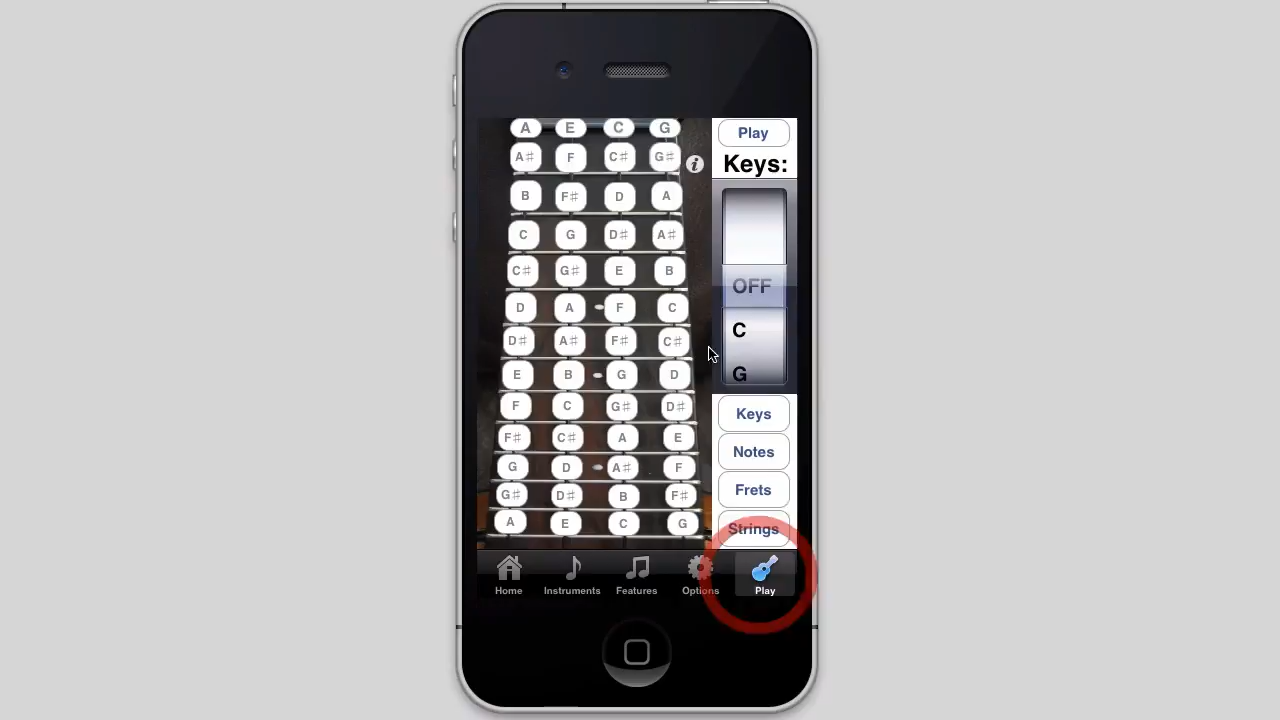 A E C G
Play
A♯ F C♯ G♯
i
Keys:
B F♯ D A
C G D♯ A♯
C♯ G♯ E B
OFF
D A F C
C
D♯ A♯ F♯ C♯
E B G D
G
F C G♯ D♯
Keys
F♯ C♯ A E
Notes
G D A♯ F
Frets
G♯ D♯ B F♯
A E C G
Strings
Home Instruments Features Options Play